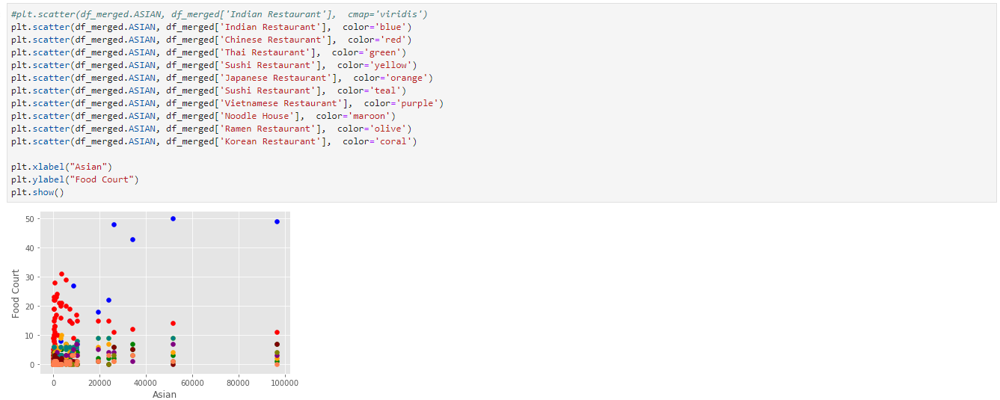 #plt.scatter(df_merged.ASIAN, df_merged['Indian Restaurant'],  cmap='viridis')
plt.scatter(df_merged.ASIAN, df_merged['Indian Restaurant'],  color='blue')
plt.scatter(df_merged.ASIAN, df_merged['Chinese Restaurant'],  color='red')
plt.scatter(df_merged.ASIAN, df_merged['Thai Restaurant'],  color='green')
plt.scatter(df_merged.ASIAN, df_merged['Sushi Restaurant'],  color='yellow')
plt.scatter(df_merged.ASIAN, df_merged['Japanese Restaurant'],  color='orange')
plt.scatter(df_merged.ASIAN, df_merged['Sushi Restaurant'],  color='teal')
plt.scatter(df_merged.ASIAN, df_merged['Vietnamese Restaurant'],  color='purple')
plt.scatter(df_merged.ASIAN, df_merged['Noodle House'],  color='maroon')
plt.scatter(df_merged.ASIAN, df_merged['Ramen Restaurant'],  color='olive')
plt.scatter(df_merged.ASIAN, df_merged['Korean Restaurant'],  color='coral')
plt.xlabel("Asian")
plt.ylabel("Food Court")
plt.show()
50
40
30
20
10
0
Food Court
0 20000 40000 60000 80000 100000
Asian